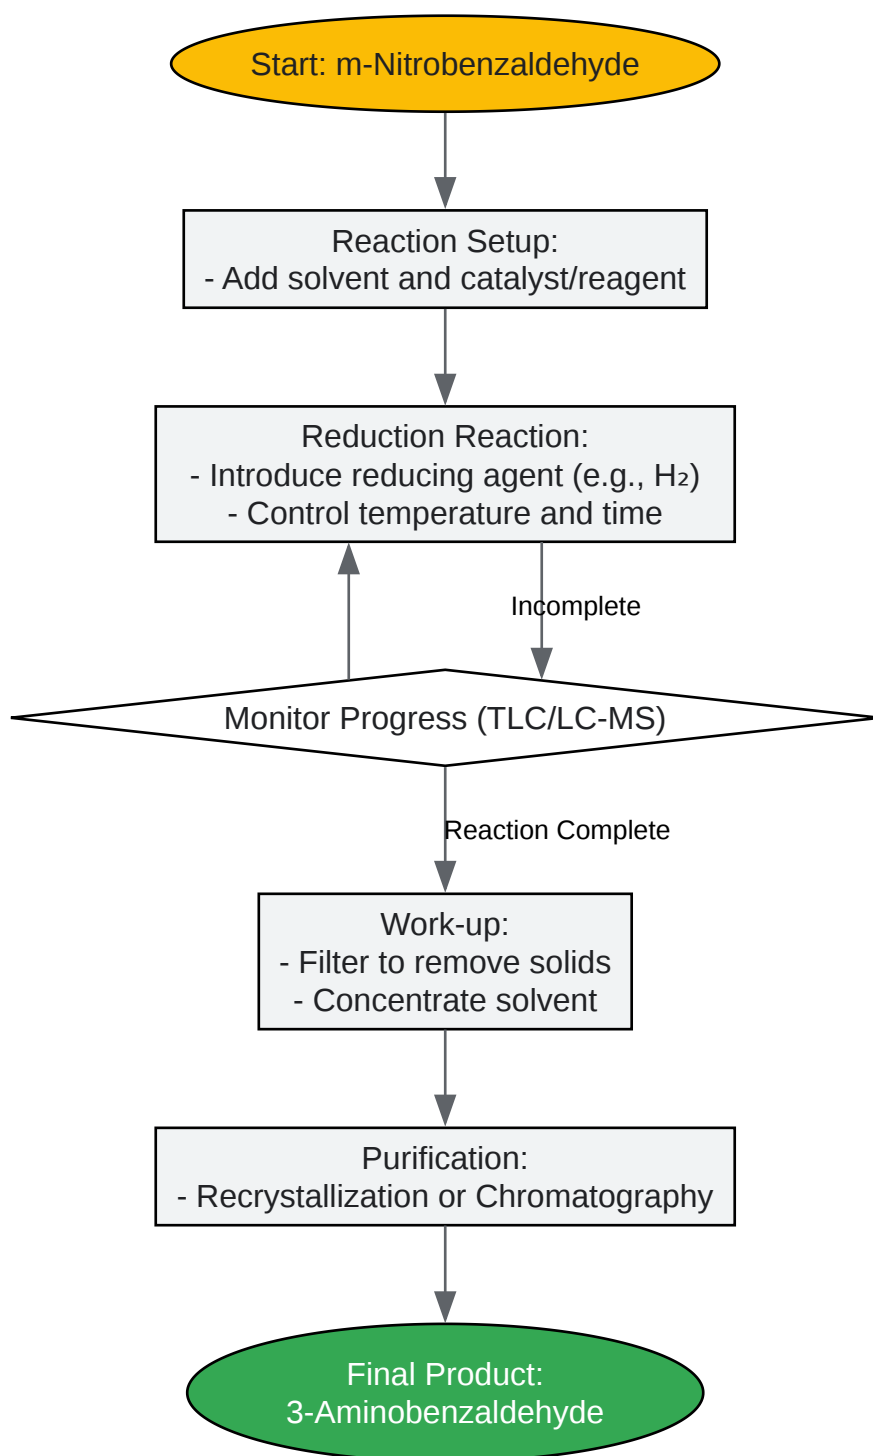 Start: m-Nitrobenzaldehyde
Reaction Setup:
- Add solvent and catalyst/reagent
Reduction Reaction:
- Introduce reducing agent (e.g., H₂)
- Control temperature and time
Incomplete
Monitor Progress (TLC/LC-MS)
Reaction Complete
Work-up:
- Filter to remove solids
- Concentrate solvent
Purification:
- Recrystallization or Chromatography
Final Product:
3-Aminobenzaldehyde